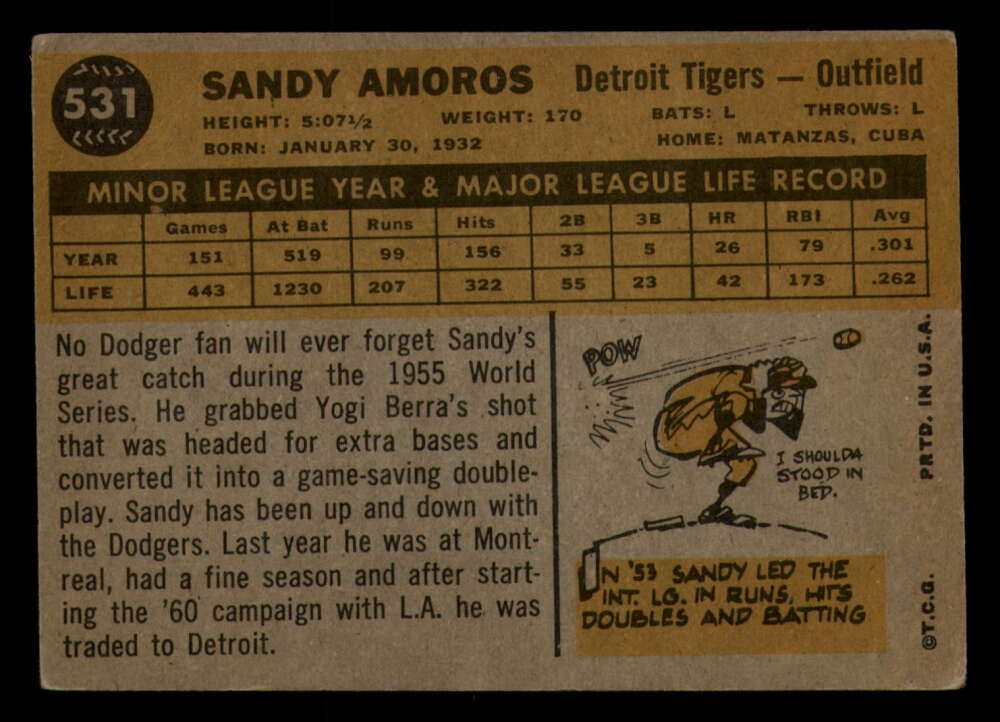 531
SANDY AMOROS Detroit Tigers — Outfield
HEIGHT: 5:07½ WEIGHT: 170 BATS: L THROWS: L
BORN: JANUARY 30, 1932 HOME: MATANZAS, CUBA
MINOR LEAGUE YEAR & MAJOR LEAGUE LIFE RECORD
Games At Bat Runs Hits 2B 3B HR RBI Avg
YEAR 151 519 99 156 33 5 26 79 .301
LIFE 443 1230 207 322 55 23 42 173 .262
No Dodger fan will ever forget Sandy's
great catch during the 1955 World
Series. He grabbed Yogi Berra's shot
that was headed for extra bases and
converted it into a game-saving double-
play. Sandy has been up and down with
the Dodgers. Last year he was at Mont-
real, had a fine season and after start-
ing the '60 campaign with L.A. he was
traded to Detroit.
POW
I SHOULDA
STOOD IN
BED.
IN '53 SANDY LED THE
INT. LG. IN RUNS, HITS
DOUBLES AND BATTING
©T.C.G. PRTD. IN U.S.A.